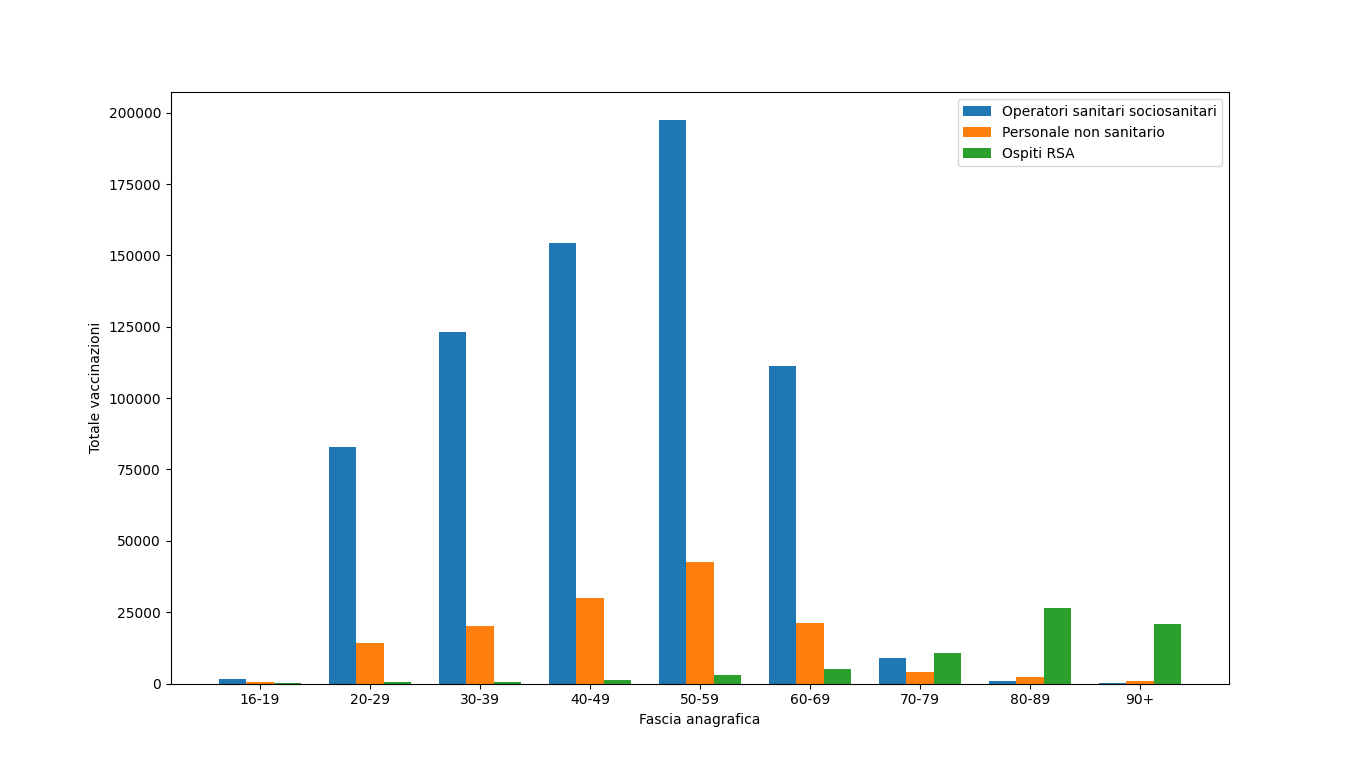 Operatori sanitari sociosanitari
Personale non sanitario
Ospiti RSA
Totale vaccinazioni
200000
175000
150000
125000
100000
75000
50000
25000
0
16-19 20-29 30-39 40-49 50-59 60-69 70-79 80-89 90+
Fascia anagrafica